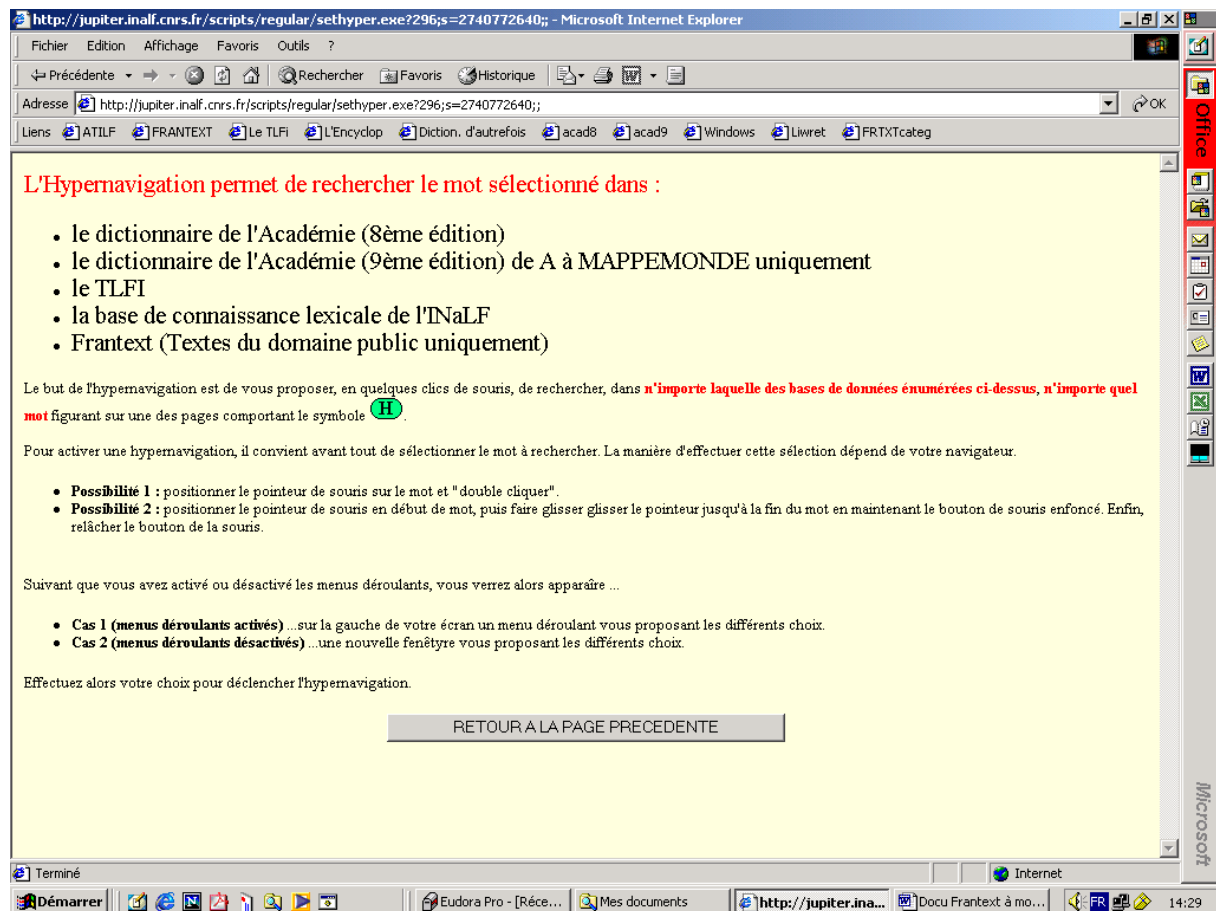 http://jupiter.inalf.cnrs.fr/scripts/regular/sethyper.exe?296;s=2740772640;; - Microsoft Internet Explorer
Fichier Edition Affichage Favoris Outils ?
Précédente Rechercher Favoris Historique
Adresse http://jupiter.inalf.cnrs.fr/scripts/regular/sethyper.exe?296;s=2740772640;; OK
Liens ATILF FRANTEXT Le TLFi L'Encyclop Diction. d'autrefois acad8 acad9 Windows Liwret FRTXTcateg
Office
L'Hypernavigation permet de rechercher le mot sélectionné dans :
• le dictionnaire de l'Académie (8ème édition)
• le dictionnaire de l'Académie (9ème édition) de A à MAPPEMONDE uniquement
• le TLFI
• la base de connaissance lexicale de l'INaLF
• Frantext (Textes du domaine public uniquement)
Le but de l'hypernavigation est de vous proposer, en quelques clics de souris, de rechercher, dans n'importe laquelle des bases de données énumérées ci-dessus, n'importe quel
mot figurant sur une des pages comportant le symbole H.
Pour activer une hypernavigation, il convient avant tout de sélectionner le mot à rechercher. La manière d'effectuer cette sélection dépend de votre navigateur.
• Possibilité 1 : positionner le pointeur de souris sur le mot et "double cliquer".
• Possibilité 2 : positionner le pointeur de souris en début de mot, puis faire glisser glisser le pointeur jusqu'à la fin du mot en maintenant le bouton de souris enfoncé. Enfin,
relâcher le bouton de la souris.
Suivant que vous avez activé ou désactivé les menus déroulants, vous verrez alors apparaître ...
• Cas 1 (menus déroulants activés) ...sur la gauche de votre écran un menu déroulant vous proposant les différents choix.
• Cas 2 (menus déroulants désactivés) ...une nouvelle fenêtyre vous proposant les différents choix.
Effectuez alors votre choix pour déclencher l'hypernavigation.
RETOUR A LA PAGE PRECEDENTE
Microsoft
Terminé Internet
Démarrer Eudora Pro - [Réce... Mes documents http://jupiter.ina... Docu Frantext à mo... FR 14:29